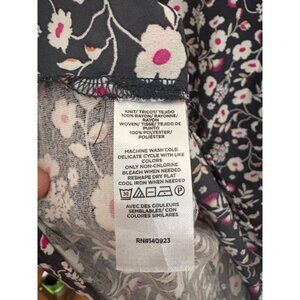 KNIT/ TRICOT/ TEJIDO
100% RAYON/ RAYONNE/
RAYÓN
WOVEN/ TISSÉ/ TEJIDO DE
PUNTO
100% POLYESTER/
POLIÉSTER
MACHINE WASH COLD
DELICATE CYCLE WITH LIKE
COLORS
ONLY NON-CHLORINE
BLEACH WHEN NEEDED
RESHAPE DRY FLAT
COOL IRON WHEN NEEDED
AVEC DES COULEURS
SEMBLABLES/ CON
COLORES SIMILARES
RN#140923